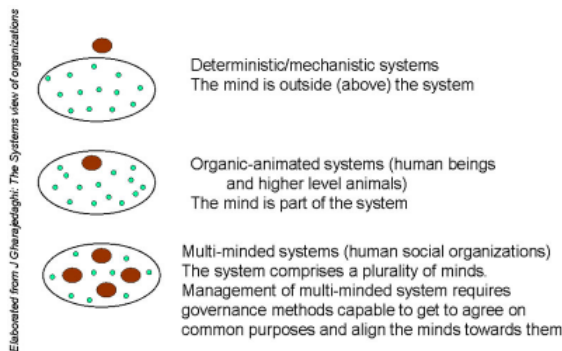 Elaborated from J Gharajedaghi: The Systems view of organizations
Deterministic/mechanistic systems
The mind is outside (above) the system
Organic-animated systems (human beings
and higher level animals)
The mind is part of the system
Multi-minded systems (human social organizations)
The system comprises a plurality of minds.
Management of multi-minded system requires
governance methods capable to get to agree on
common purposes and align the minds towards them